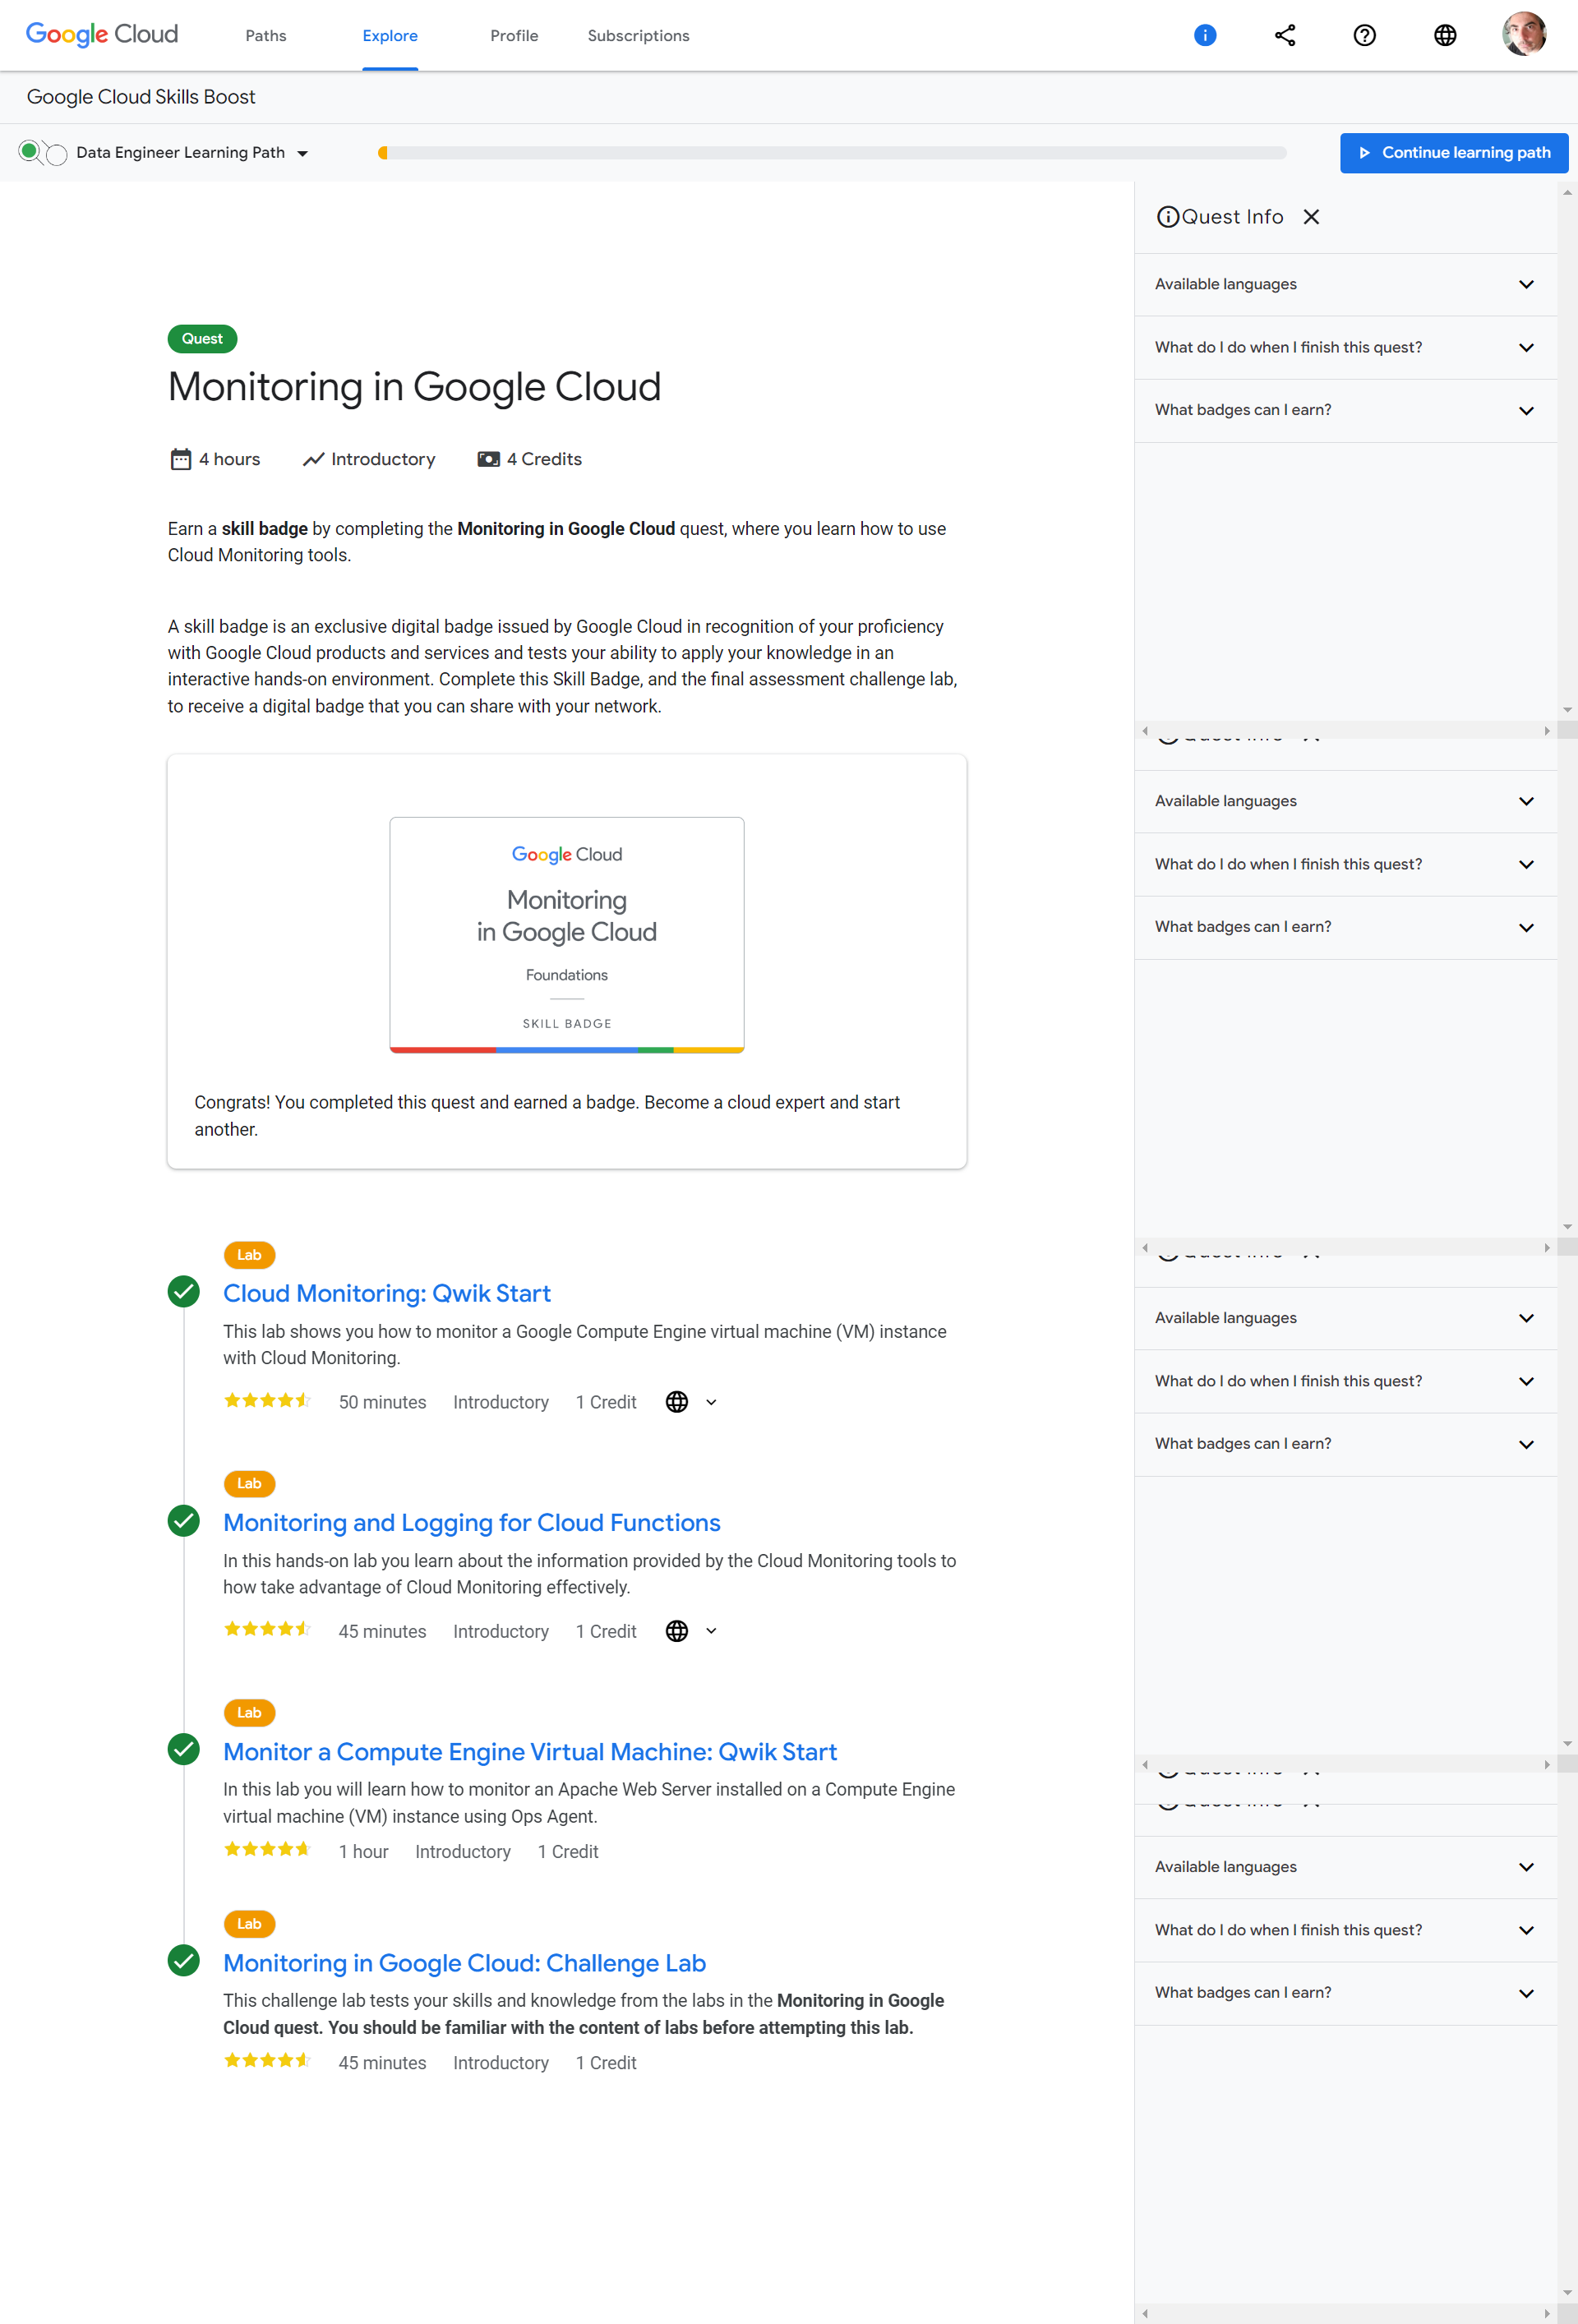 Google Cloud
Paths
Explore
Profile
Subscriptions
Google Cloud Skills Boost
Data Engineer Learning Path
Continue learning path
Quest
Monitoring in Google Cloud
4 hours
Introductory
4 Credits
Earn a skill badge by completing the Monitoring in Google Cloud quest, where you learn how to use
Cloud Monitoring tools.
A skill badge is an exclusive digital badge issued by Google Cloud in recognition of your proficiency
with Google Cloud products and services and tests your ability to apply your knowledge in an
interactive hands-on environment. Complete this Skill Badge, and the final assessment challenge lab,
to receive a digital badge that you can share with your network.
Google Cloud
Monitoring
in Google Cloud
Foundations
SKILL BADGE
Congrats! You completed this quest and earned a badge. Become a cloud expert and start
another.
Lab
Cloud Monitoring: Qwik Start
This lab shows you how to monitor a Google Compute Engine virtual machine (VM) instance
with Cloud Monitoring.
50 minutes
Introductory
1 Credit
Lab
Monitoring and Logging for Cloud Functions
In this hands-on lab you learn about the information provided by the Cloud Monitoring tools to
how take advantage of Cloud Monitoring effectively.
45 minutes
Introductory
1 Credit
Lab
Monitor a Compute Engine Virtual Machine: Qwik Start
In this lab you will learn how to monitor an Apache Web Server installed on a Compute Engine
virtual machine (VM) instance using Ops Agent.
1 hour
Introductory
1 Credit
Lab
Monitoring in Google Cloud: Challenge Lab
This challenge lab tests your skills and knowledge from the labs in the Monitoring in Google
Cloud quest. You should be familiar with the content of labs before attempting this lab.
45 minutes
Introductory
1 Credit
Quest Info
Available languages
What do I do when I finish this quest?
What badges can I earn?
Available languages
What do I do when I finish this quest?
What badges can I earn?
Available languages
What do I do when I finish this quest?
What badges can I earn?
Available languages
What do I do when I finish this quest?
What badges can I earn?